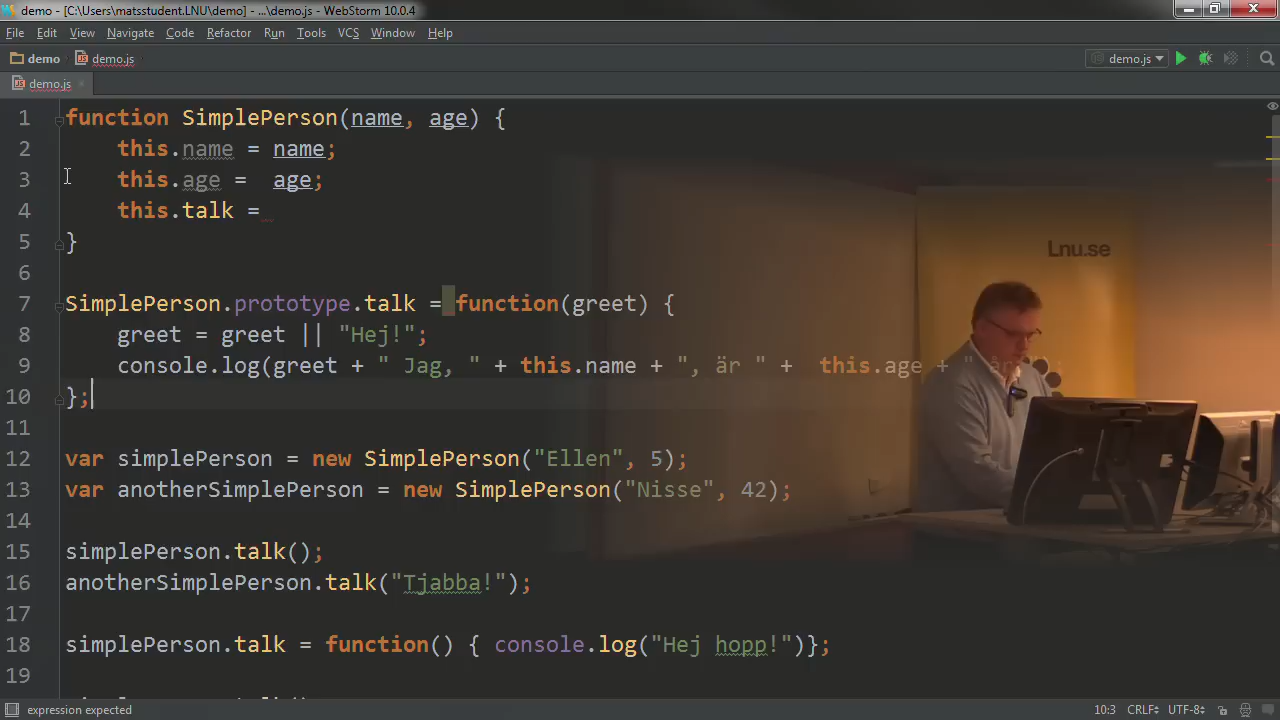 demo - [C:\Users\matsstudent.LNU\demo] - ...\demo.js - WebStorm 10.0.4
File Edit View Navigate Code Refactor Run Tools VCS Window Help
demo demo.js demo.js
demo.js
1 function SimplePerson(name, age) {
2 this.name = name;
3 this.age =  age;
4 this.talk =
5 }
6
7 SimplePerson.prototype.talk = function(greet) {
8 greet = greet || "Hej!";
9 console.log(greet + " Jag, " + this.name + ", är " +  this.age + "
10 };
11
12 var simplePerson = new SimplePerson("Ellen", 5);
13 var anotherSimplePerson = new SimplePerson("Nisse", 42);
14
15 simplePerson.talk();
16 anotherSimplePerson.talk("Tjabba!");
17
18 simplePerson.talk = function() { console.log("Hej hopp!")};
19
Lnu.se
expression expected 10:3 CRLF UTF-8